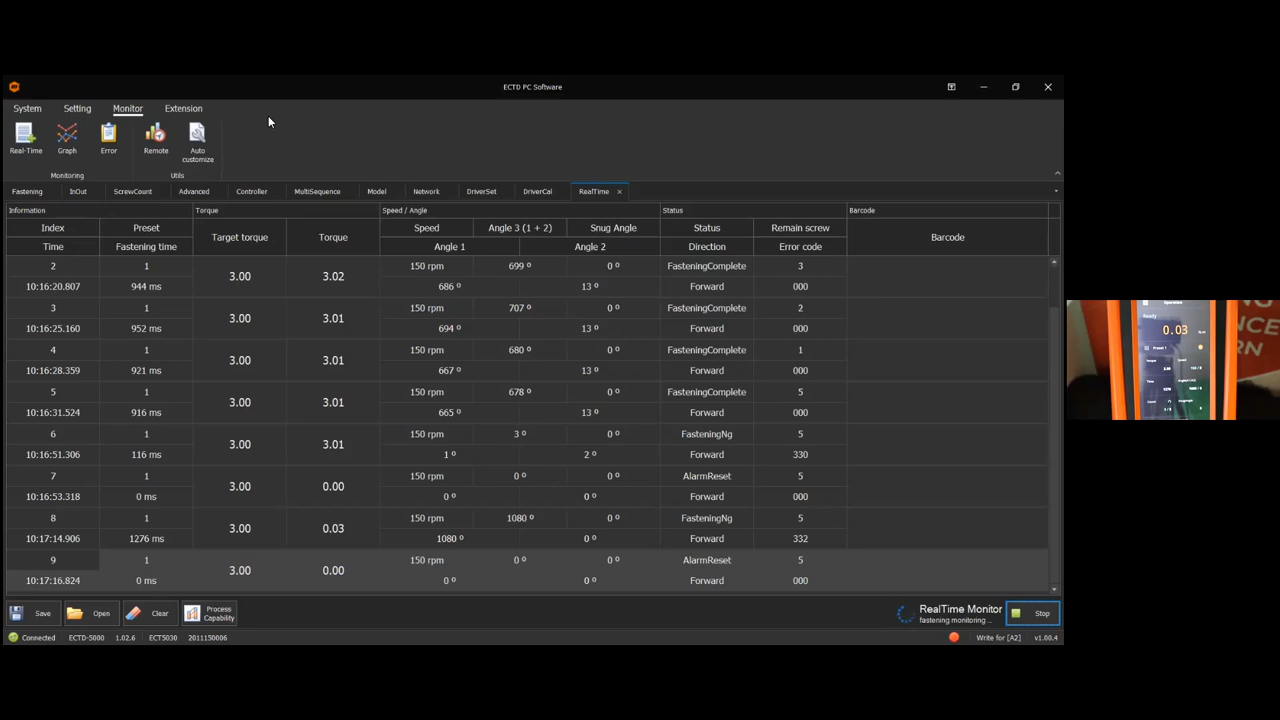 ECTD PC Software
System Setting Monitor Extension
Real-Time Graph Error Remote Auto customize
Monitoring Utils
Fastening InOut ScrewCount Advanced Controller MultiSequence Model Network DriverSet DriverCal RealTime
Information Torque Speed / Angle Status Barcode
Index Preset Target torque Torque Speed Angle 3 (1 + 2) Snug Angle Status Remain screw Barcode
Time Fastening time Angle 1 Angle 2 Direction Error code
2 1 3.00 3.02 150 rpm 699 º 0 º FasteningComplete 3
10:16:20.807 944 ms 686 º 13 º Forward 000
3 1 3.00 3.01 150 rpm 707 º 0 º FasteningComplete 2
10:16:25.160 952 ms 694 º 13 º Forward 000
4 1 3.00 3.01 150 rpm 680 º 0 º FasteningComplete 1
10:16:28.359 921 ms 667 º 13 º Forward 000
5 1 3.00 3.01 150 rpm 678 º 0 º FasteningComplete 5
10:16:31.524 916 ms 665 º 13 º Forward 000
6 1 3.00 3.01 150 rpm 3 º 0 º FasteningNg 5
10:16:51.306 116 ms 1 º 2 º Forward 330
7 1 3.00 0.00 150 rpm 0 º 0 º AlarmReset 5
10:16:53.318 0 ms 0 º 0 º Forward 000
8 1 3.00 0.03 150 rpm 1080 º 0 º FasteningNg 5
10:17:14.906 1276 ms 1080 º 0 º Forward 332
9 1 3.00 0.00 150 rpm 0 º 0 º AlarmReset 5
10:17:16.824 0 ms 0 º 0 º Forward 000
Save Open Clear Process Capability RealTime Monitor Stop
fastening monitoring ...
Connected ECTD-5000 1.02.6 ECT5030 2011150006 Write for [A2] v1.00.4
Ready
0.03
Preset 1
Torque Speed
Time
1276